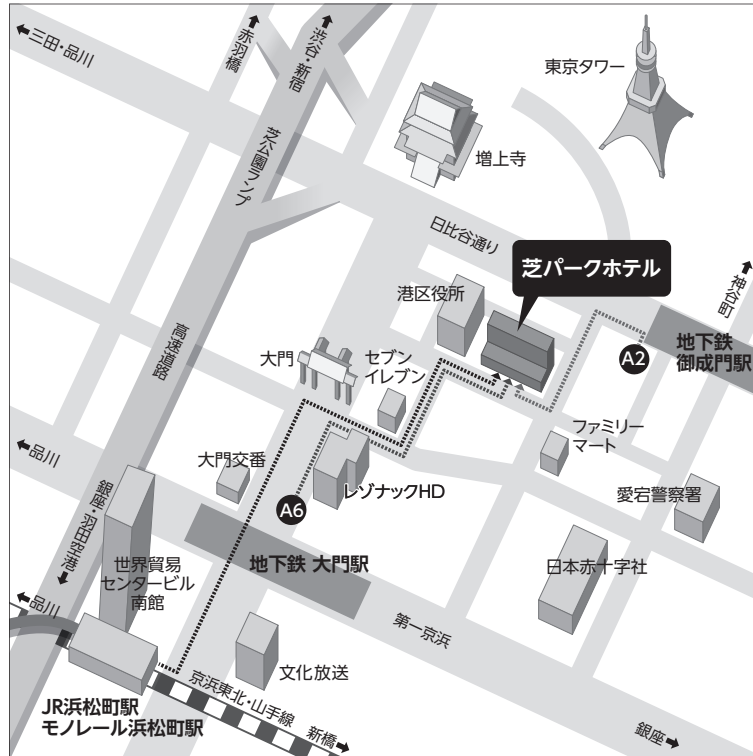 三田・品川
赤羽橋
渋谷・新宿
東京タワー
芝公園ランプ
増上寺
日比谷通り
芝パークホテル
港区役所
神谷町
地下鉄
御成門駅
A2
高速道路
大門
セブン
イレブン
ファミリー
マート
品川
大門交番
レゾナックHD
A6
愛宕警察署
銀座・羽田空港
世界貿易
センタービル
南館
地下鉄 大門駅
日本赤十字社
品川
第一京浜
文化放送
京浜東北・山手線
新橋
JR浜松町駅
モノレール浜松町駅
銀座